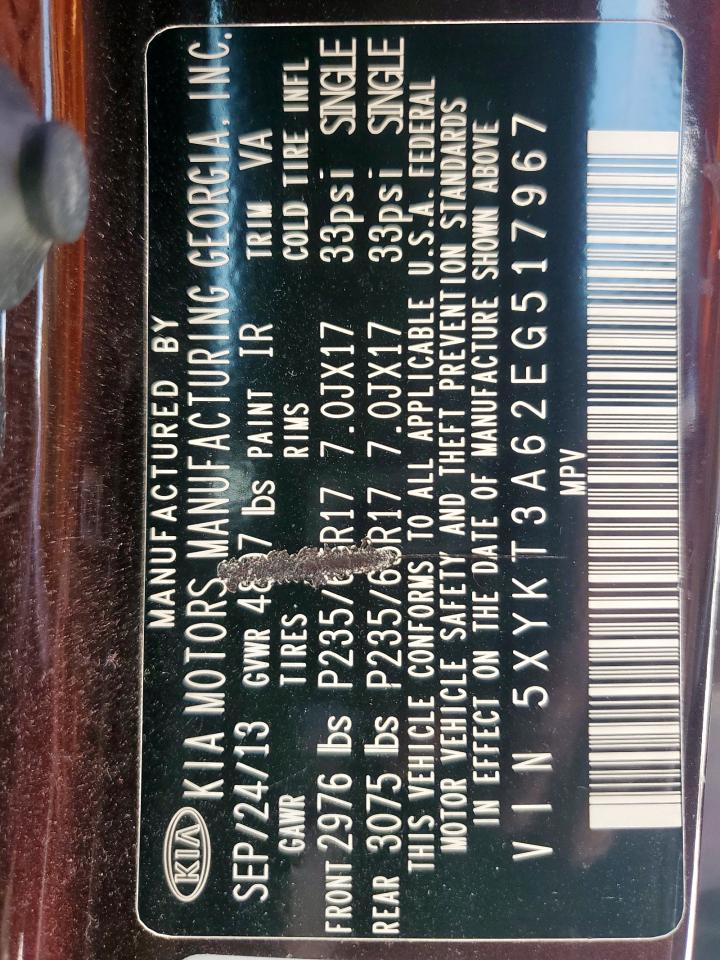 MANUFACTURED BY
KIA KIA MOTORS MANUFACTURING GEORGIA, INC.
SEP/24/13 GVWR lbs PAINT IR TRIM VA
GAWR TIRES RIMS COLD TIRE INFL
FRONT 2976 lbs 7.0JX17 33psi SINGLE
REAR 3075 lbs 7.0JX17 33psi SINGLE
THIS VEHICLE CONFORMS TO ALL APPLICABLE U.S.A. FEDERAL
MOTOR VEHICLE SAFETY AND THEFT PREVENTION STANDARDS
IN EFFECT ON THE DATE OF MANUFACTURE SHOWN ABOVE
VIN 5XYKT3A62EG517967
MPV